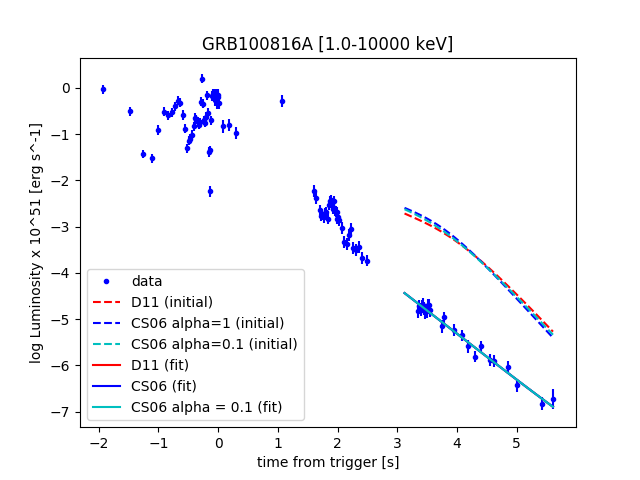 GRB100816A [1.0-10000 keV]
log Luminosity x 10^51 [erg s^-1]
0
−1
−2
−3
−4
−5
−6
−7
data
D11 (initial)
CS06 alpha=1 (initial)
CS06 alpha=0.1 (initial)
D11 (fit)
CS06 (fit)
CS06 alpha = 0.1 (fit)
−2 −1 0 1 2 3 4 5
time from trigger [s]